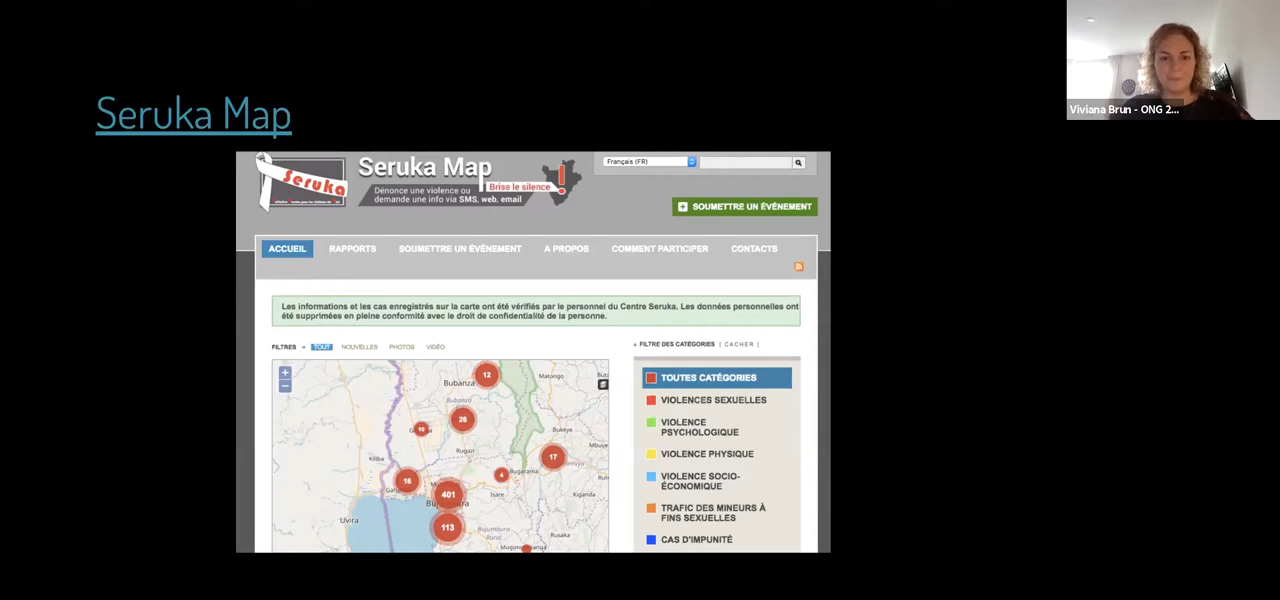 Viviana Brun - ONG 2...
Seruka Map
Seruka
Seruka Map
Dénonce une violence ou
demande une info via SMS, web, email
Brise le silence
Français (FR)
SOUMETTRE UN ÉVÉNEMENT
ACCUEIL RAPPORTS SOUMETTRE UN ÉVÉNEMENT A PROPOS COMMENT PARTICIPER CONTACTS
Les informations et les cas enregistrés sur la carte ont été vérifiés par le personnel du Centre Seruka. Les données personnelles ont
été supprimées en pleine conformité avec le droit de confidentialité de la personne.
FILTRES TOUT NOUVELLES PHOTOS VIDÉO
FILTRE DES CATÉGORIES [ CACHER ]
+
−
12
Matongo
Bubanza
Bubanza
26
10
Bukeye
Rugazi
Kiliba
17
4
Bugarama
16
401
Isare
Kiganda
Uvira
113
Bujumbura
Rusaka
TOUTES CATÉGORIES
VIOLENCES SEXUELLES
VIOLENCE
PSYCHOLOGIQUE
VIOLENCE PHYSIQUE
VIOLENCE SOCIO-
ÉCONOMIQUE
TRAFIC DES MINEURS À
FINS SEXUELLES
CAS D'IMPUNITÉ